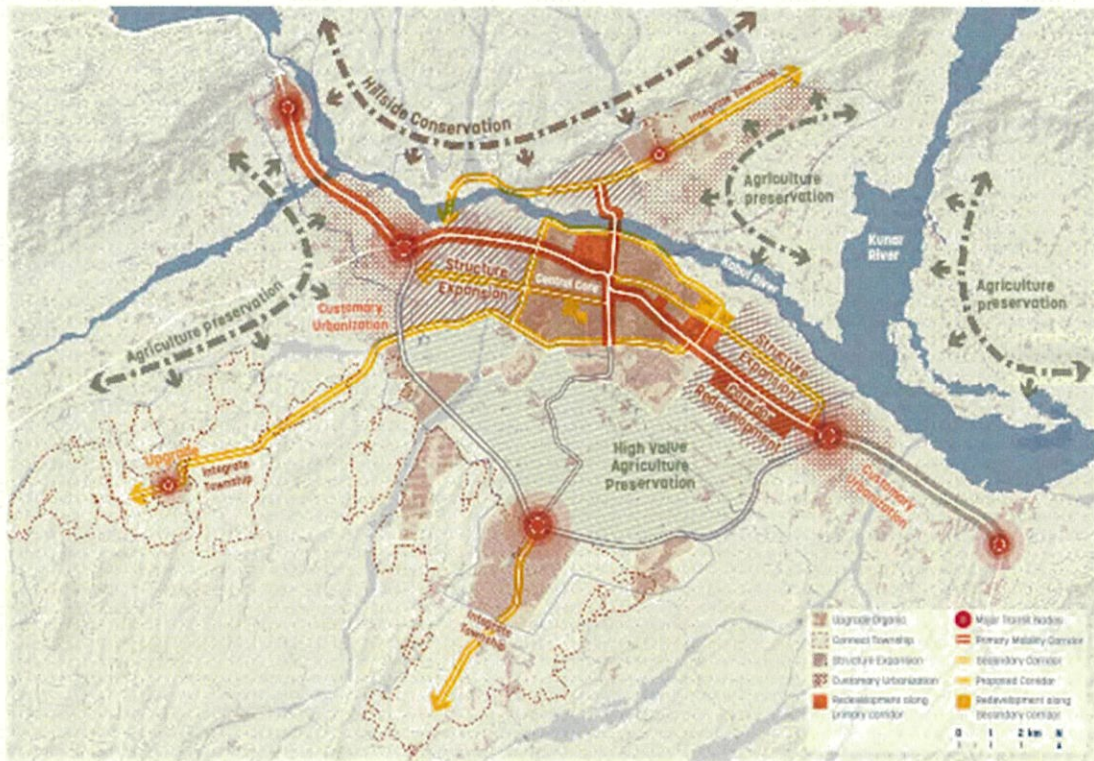 Hillside Conservation
Integrate Township
Agriculture
preservation
Kunar
River
Kabul River
Agriculture
preservation
Agriculture preservation
Structure
Expansion
Central Core
Customary
Urbanization
Structure
Expansion
Corridor
Redevelopment
High Value
Agriculture
Preservation
Upgrade
Integrate
Township
Customary
Urbanization
Integrate
Township
Upgrade Organic
Connect Township
Structure Expansion
Customary Urbanization
Redevelopment along
primary corridor
Major Transit Nodes
Primary Mobility Corridor
Secondary Corridor
Proposed Corridor
Redevelopment along
Secondary corridor
0 1 2 km N